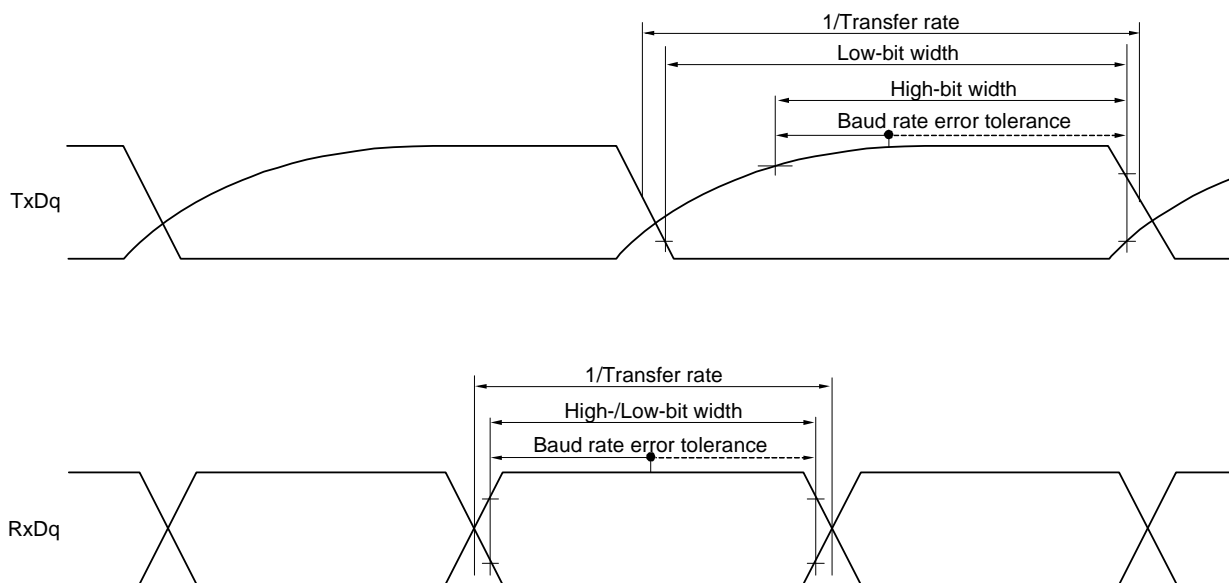 1/Transfer rate
Low-bit width
High-bit width
Baud rate error tolerance
TxDq
1/Transfer rate
High-/Low-bit width
Baud rate error tolerance
RxDq